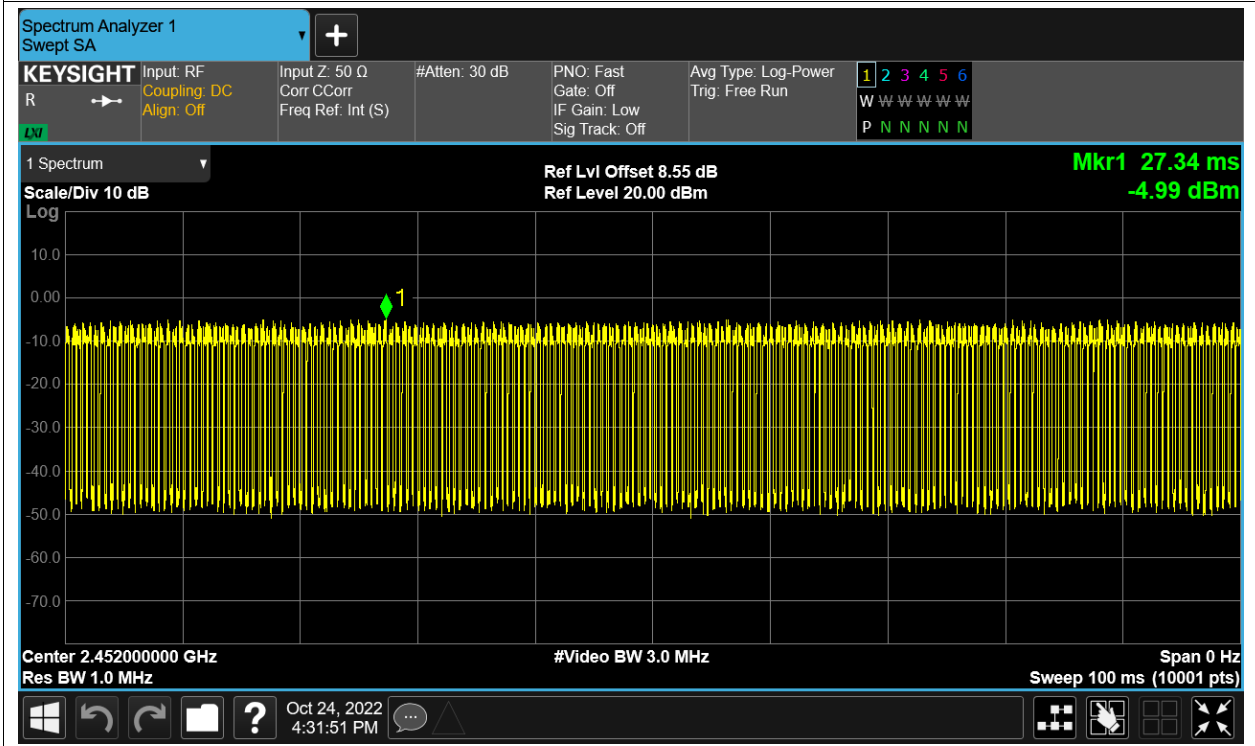 Spectrum Analyzer 1
Swept SA
KEYSIGHT
R
LXI
Input: RF
Coupling: DC
Align: Off
Input Z: 50 Ω
Corr CCorr
Freq Ref: Int (S)
#Atten: 30 dB
PNO: Fast
Gate: Off
IF Gain: Low
Sig Track: Off
Avg Type: Log-Power
Trig: Free Run
1 2 3 4 5 6
W W W W W W
P N N N N N
1 Spectrum
Scale/Div 10 dB
Ref Lvl Offset 8.55 dB
Ref Level 20.00 dBm
Mkr1 27.34 ms
-4.99 dBm
Log
10.0
0.00
1
-10.0
-20.0
-30.0
-40.0
-50.0
-60.0
-70.0
Center 2.452000000 GHz
Res BW 1.0 MHz
#Video BW 3.0 MHz
Span 0 Hz
Sweep 100 ms (10001 pts)
?
Oct 24, 2022
4:31:51 PM